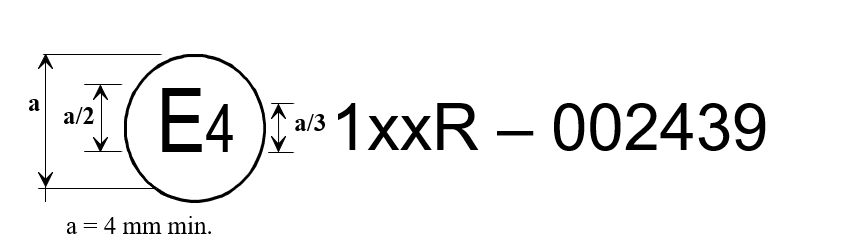 a a/2 E4 a/3 1xxR – 002439
a = 4 mm min.